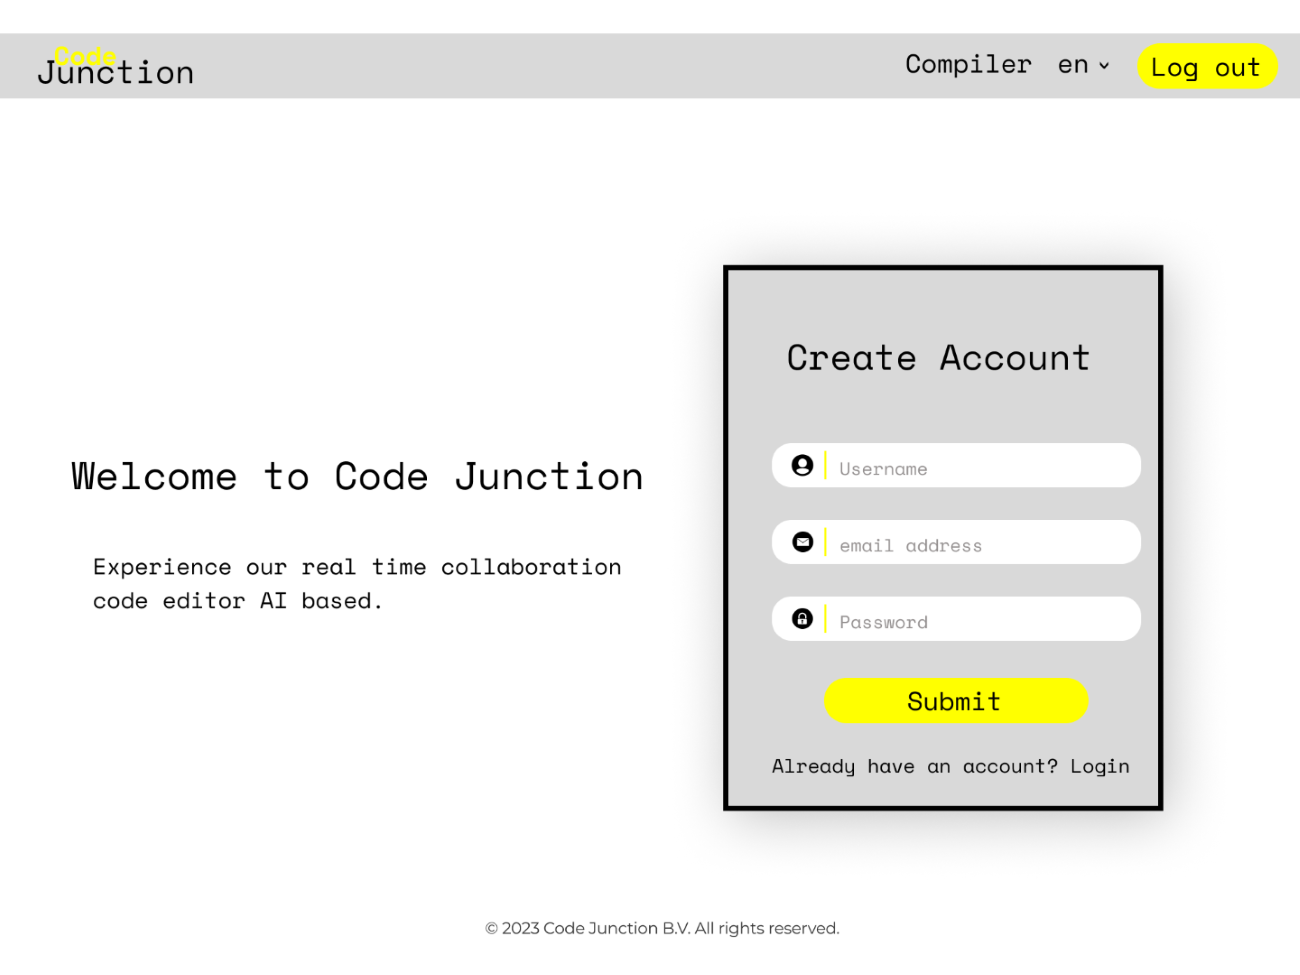 Code
Junction
Compiler en
Log out
Welcome to Code Junction
Experience our real time collaboration
code editor AI based.
Create Account
Username
email address
Password
Submit
Already have an account? Login
© 2023 Code Junction B.V. All rights reserved.